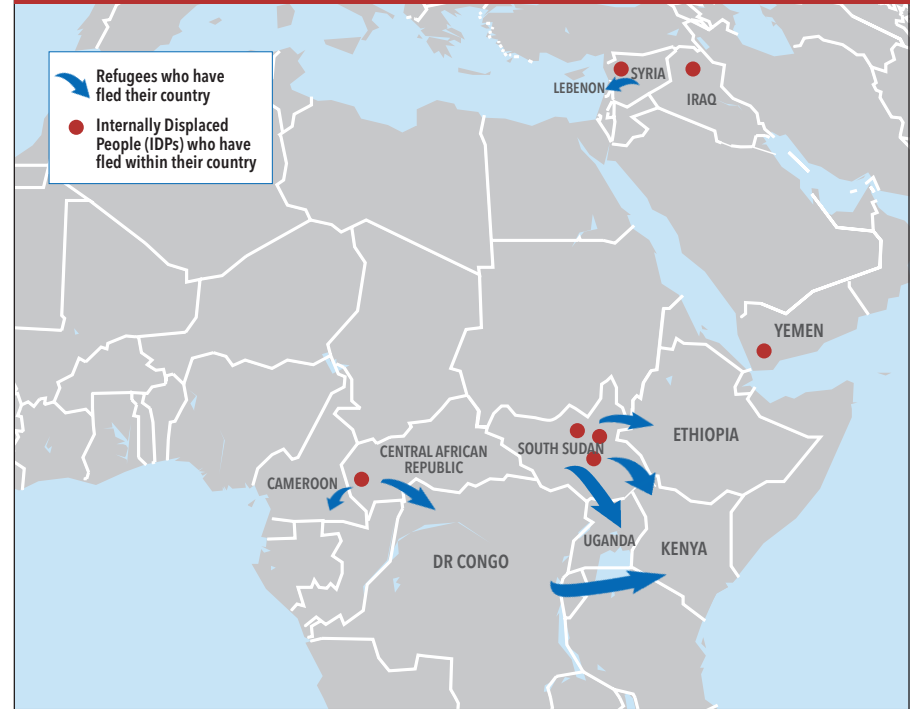 Refugees who have
fled their country
Internally Displaced
People (IDPs) who have
fled within their country
SYRIA
LEBENON
IRAQ
YEMEN
ETHIOPIA
SOUTH SUDAN
CENTRAL AFRICAN
REPUBLIC
CAMEROON
UGANDA
KENYA
DR CONGO